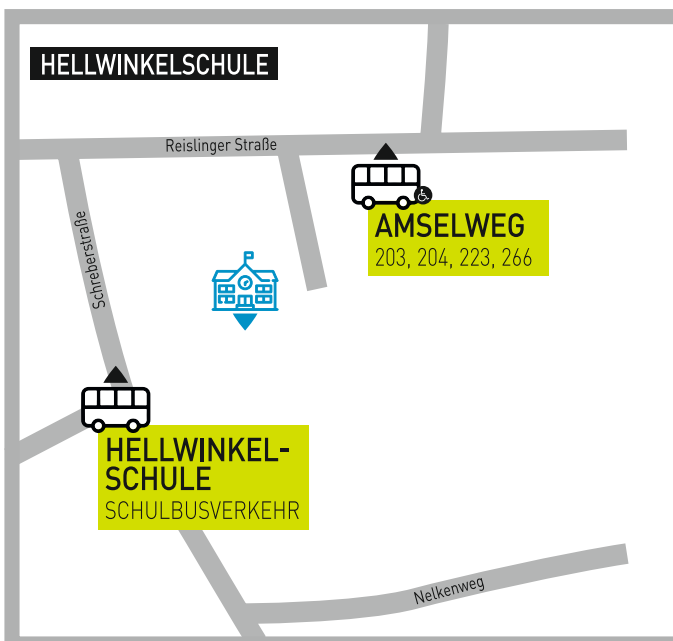 HELLWINKELSCHULE
Reislinger Straße
AMSELWEG
203, 204, 223, 266
Schreberstraße
HELLWINKEL-
SCHULE
SCHULBUSVERKEHR
Nelkenweg